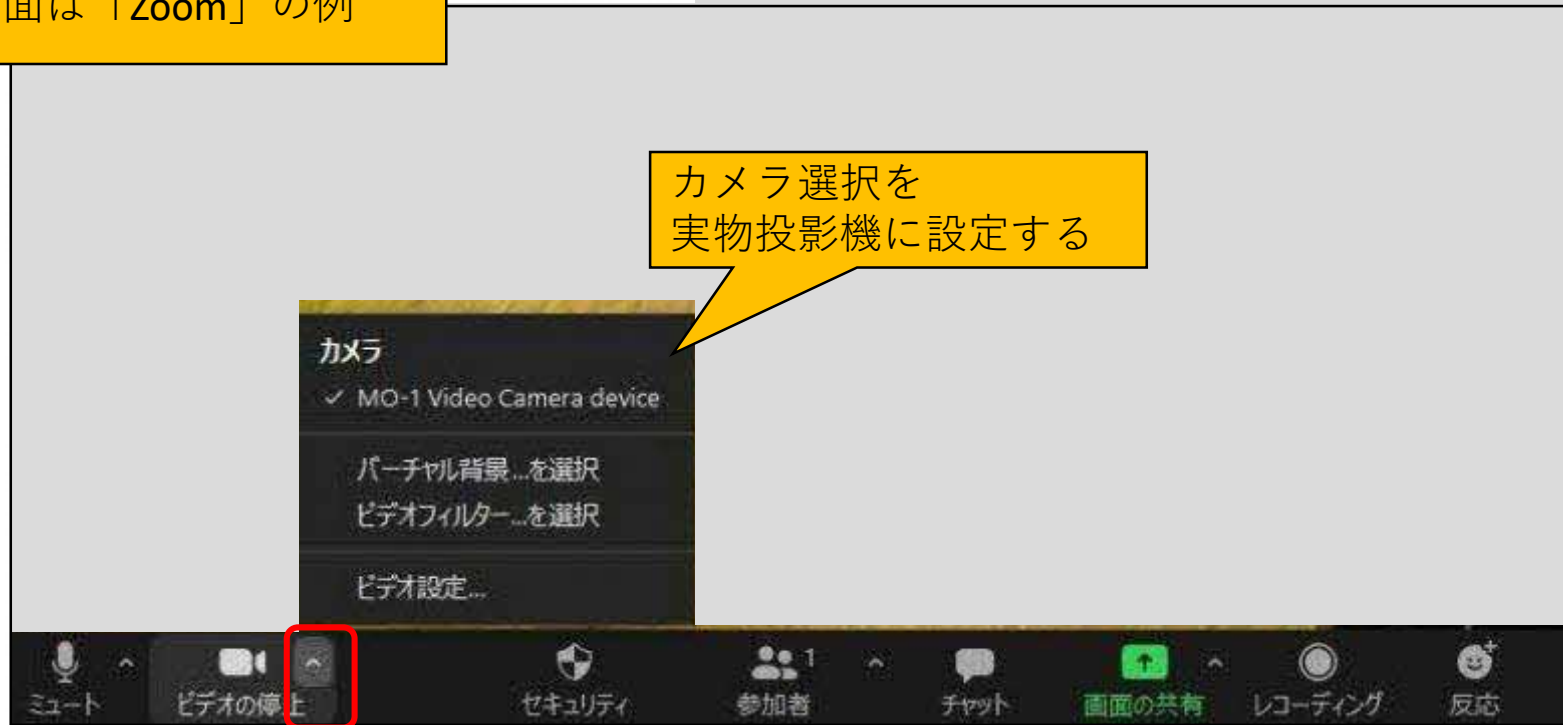 面は「Zoom」の例
カメラ選択を
実物投影機に設定する
カメラ
✓ MO-1 Video Camera device
バーチャル背景...を選択
ビデオフィルター...を選択
ビデオ設定...
ミュート
ビデオの停止
セキュリティ
参加者
1
チャット
画面の共有
レコーディング
反応